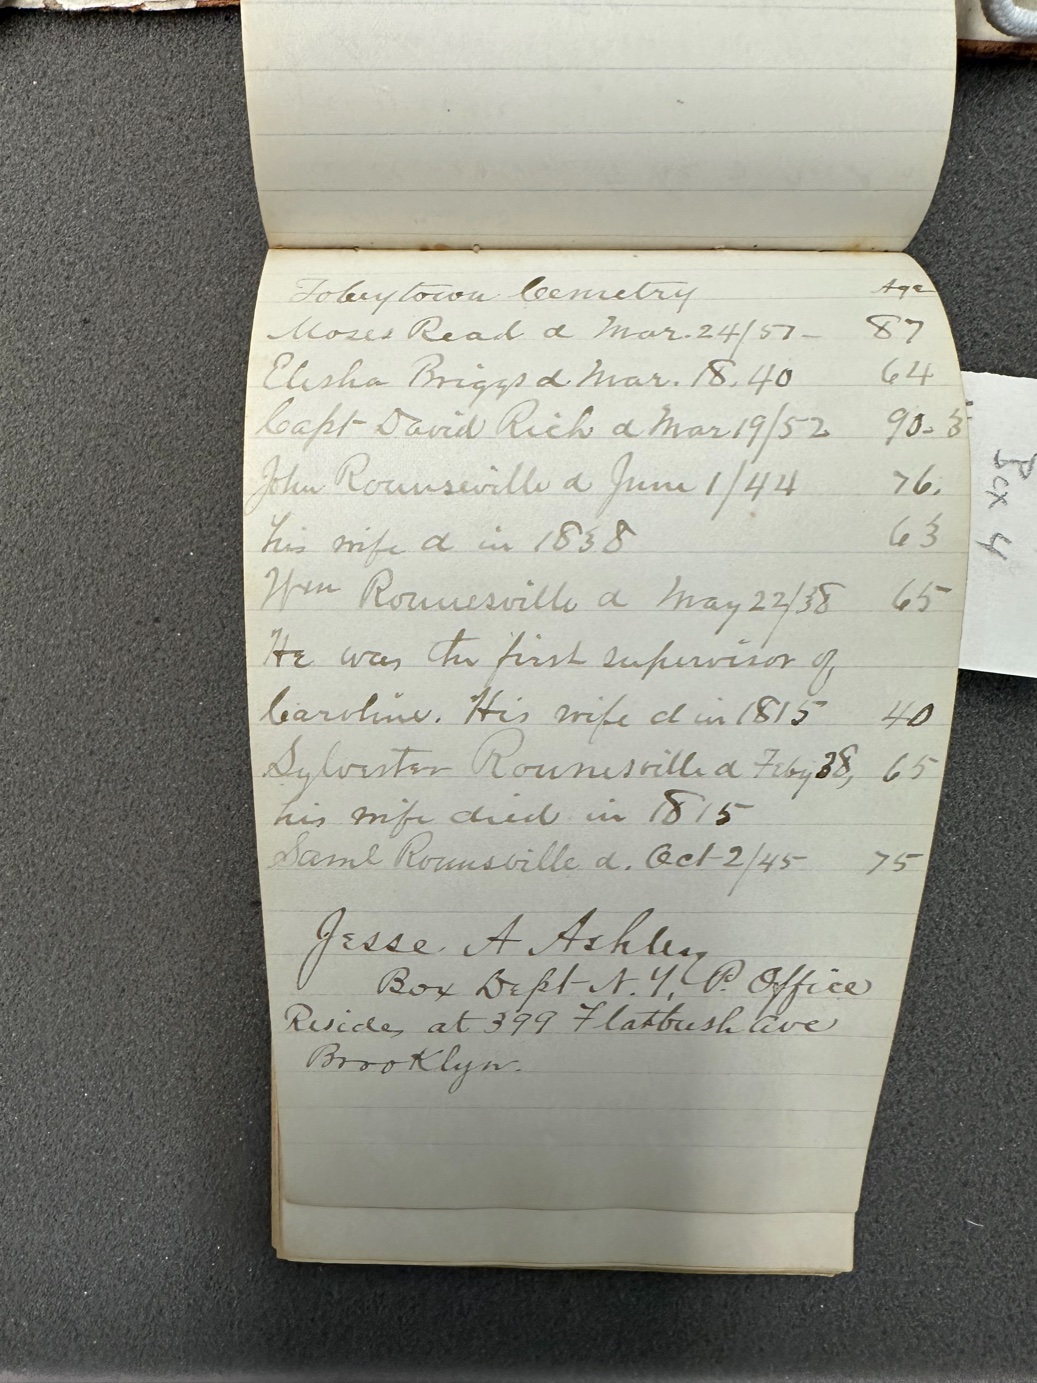 Tobeytown Cemetry Age
Moses Read d Mar. 24/51- 87
Elisha Briggs d Mar. 18. 40 64
Capt David Rich d Mar 19/52 90-5
John Rounseville d June 1/44 76.
his wife d in 1838 63
Wm Rounesville d May 22/38 65
He was the first supervisor of
Caroline. His wife d in 1815 40
Sylvester Rounesville d Feby 38, 65
his wife died in 1815
Saml Rounsville d. Oct 2/45 75
Jesse A Ashley
Box Dept N.Y. P. Office
Resides at 399 Flatbush Ave
Brooklyn.
Box 4